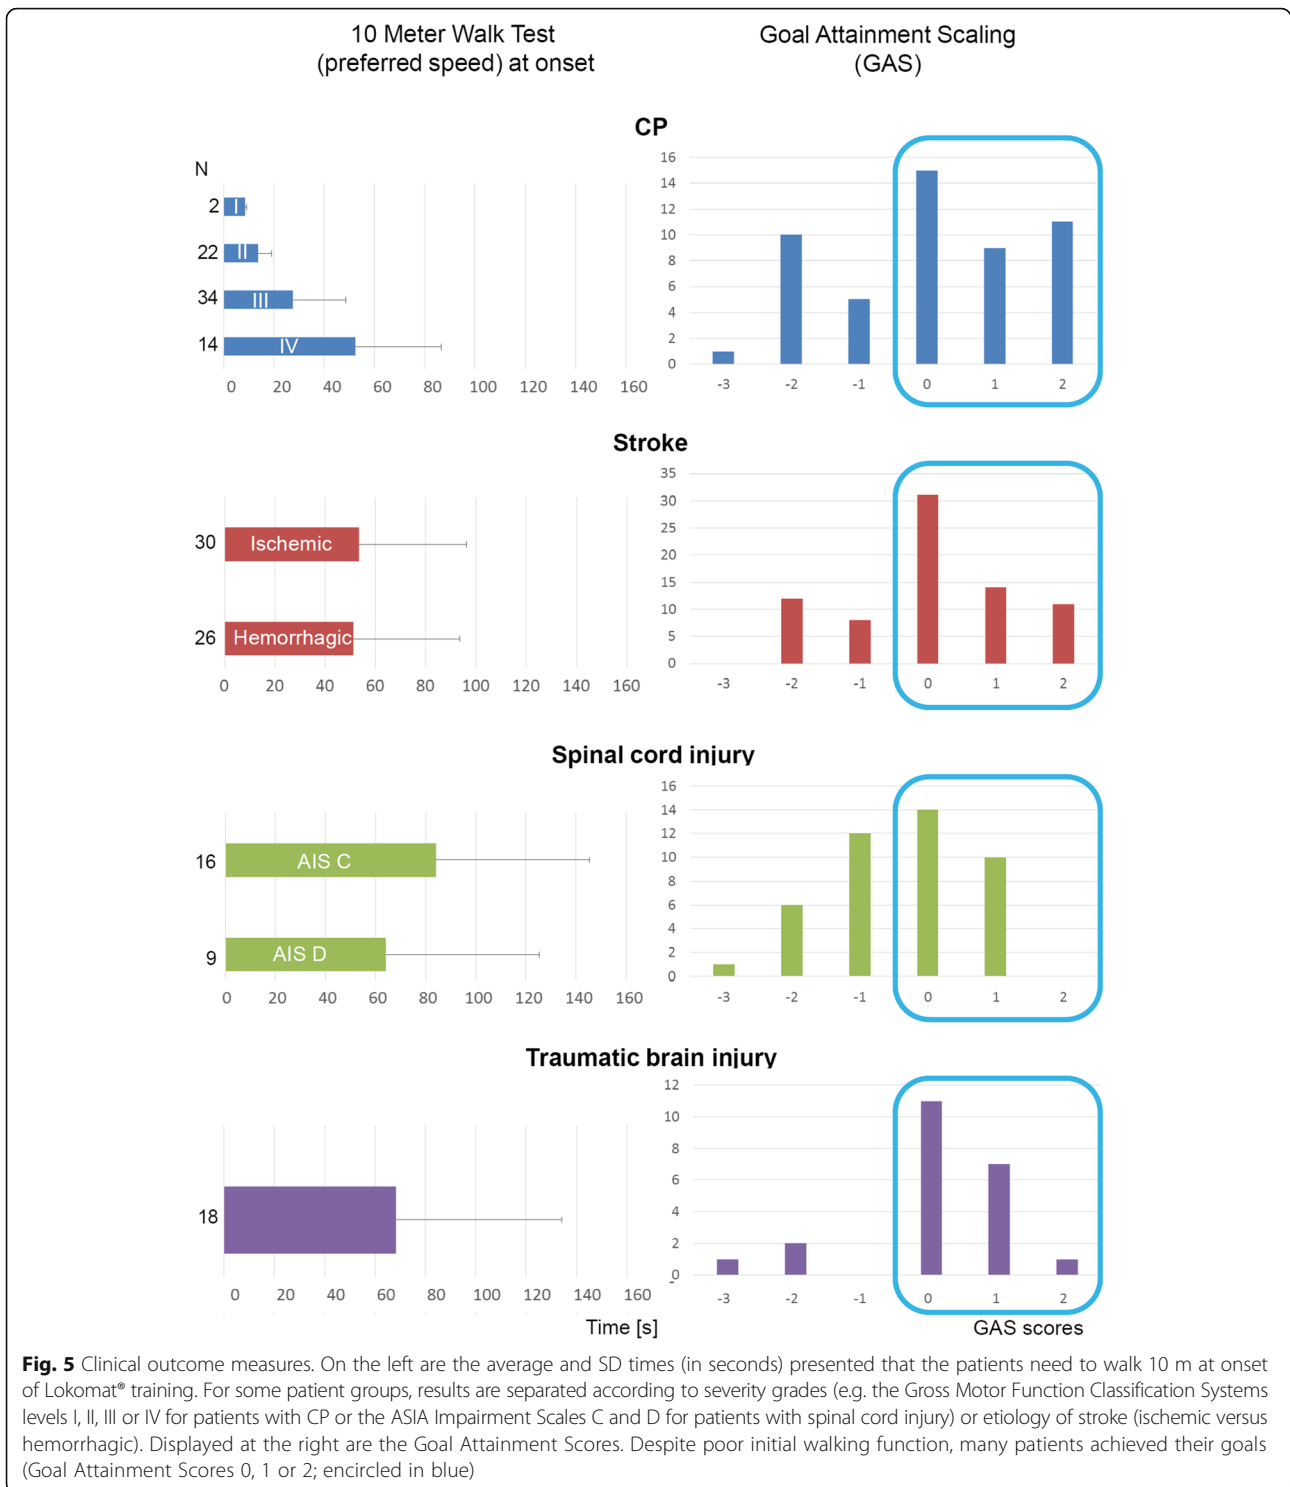 10 Meter Walk Test
(preferred speed) at onset
Goal Attainment Scaling
(GAS)
CP
N
2 I
22 II
34 III
14 IV
0 20 40 60 80 100 120 140 160
16
14
12
10
8
6
4
2
0
-3 -2 -1 0 1 2
Stroke
30 Ischemic
26 Hemorrhagic
0 20 40 60 80 100 120 140 160
35
30
25
20
15
10
5
0
-3 -2 -1 0 1 2
Spinal cord injury
16 AIS C
9 AIS D
0 20 40 60 80 100 120 140 160
16
14
12
10
8
6
4
2
0
-3 -2 -1 0 1 2
Traumatic brain injury
18
0 20 40 60 80 100 120 140 160
Time [s]
12
10
8
6
4
2
0
-
-3 -2 -1 0 1 2
GAS scores
Fig. 5 Clinical outcome measures. On the left are the average and SD times (in seconds) presented that the patients need to walk 10 m at onset
of Lokomat® training. For some patient groups, results are separated according to severity grades (e.g. the Gross Motor Function Classification Systems
levels I, II, III or IV for patients with CP or the ASIA Impairment Scales C and D for patients with spinal cord injury) or etiology of stroke (ischemic versus
hemorrhagic). Displayed at the right are the Goal Attainment Scores. Despite poor initial walking function, many patients achieved their goals
(Goal Attainment Scores 0, 1 or 2; encircled in blue)